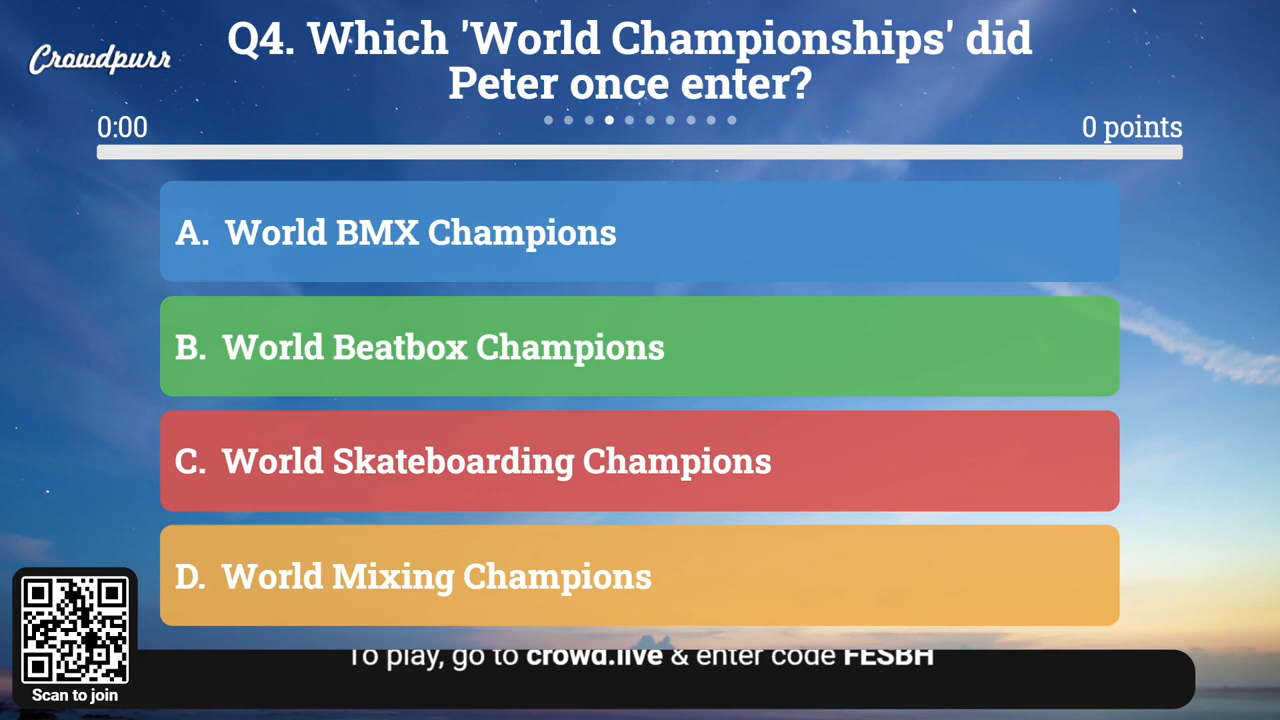 Crowdpurr
Q4. Which 'World Championships' did
Peter once enter?
0:00
0 points
A. World BMX Champions
B. World Beatbox Champions
C. World Skateboarding Champions
D. World Mixing Champions
To play, go to crowd.live & enter code FESBH
Scan to join